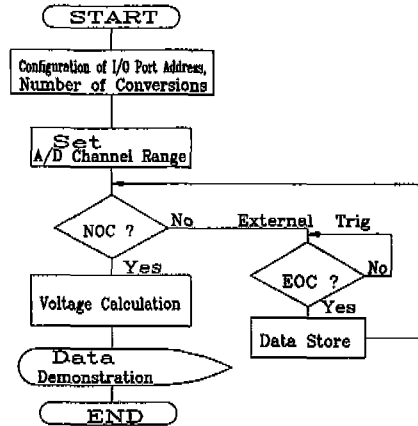 START
Configuration of I/O Port Address,
Number of Conversions
Set
A/D Channel Range
NOC ?
No
External Trig
Yes
EOC ?
No
Yes
Voltage Calculation
Data Store
Data
Demonstration
END